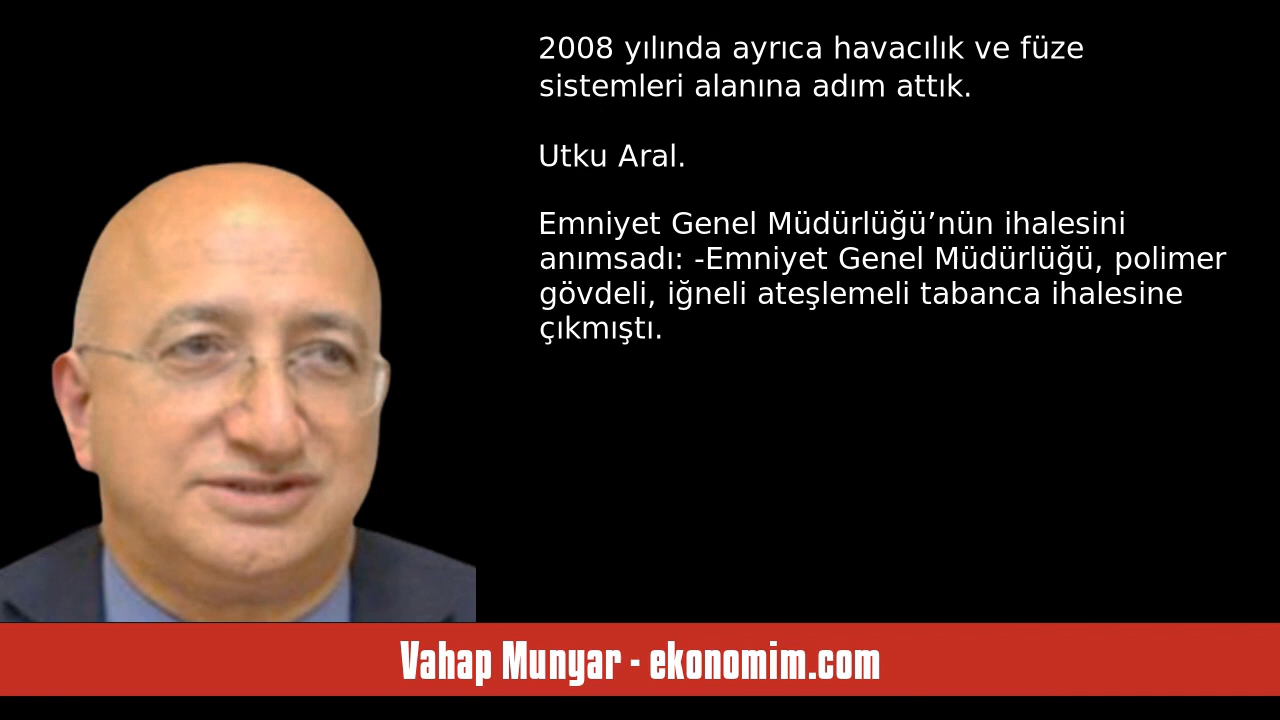 2008 yılında ayrıca havacılık ve füze
sistemleri alanına adım attık.
Utku Aral.
Emniyet Genel Müdürlüğü’nün ihalesini
anımsadı: -Emniyet Genel Müdürlüğü, polimer
gövdeli, iğneli ateşlemeli tabanca ihalesine
çıkmıştı.
Vahap Munyar - ekonomim.com